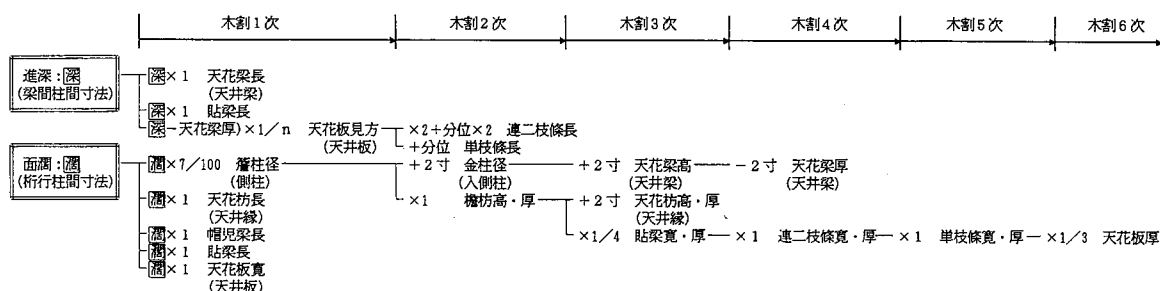 木割1次 木割2次 木割3次 木割4次 木割5次 木割6次
進深：深
(梁間柱間寸法)
深×1 天花梁長
(天井梁)
深×1 貼梁長
深−天花梁厚)×1／n 天花板見方 ×2＋分位×2 連二枝條長
(天井板) ＋分位 単枝條長
面濶：濶
(桁行柱間寸法)
濶×7／100 簷柱径 ＋2寸 金柱径 ＋2寸 天花梁高 −2寸 天花梁厚
(側柱) (入側柱) (天井梁) (天井梁)
濶×1 天花枋長 ×1 檐枋高・厚 ＋2寸 天花枋高・厚
(天井縁) (天井縁)
濶×1 帽児梁長 ×1／4 貼梁寛・厚 ×1 連二枝條寛・厚 ×1 単枝條寛・厚 ×1／3 天花板厚
濶×1 貼梁長
濶×1 天花板寛
(天井板)